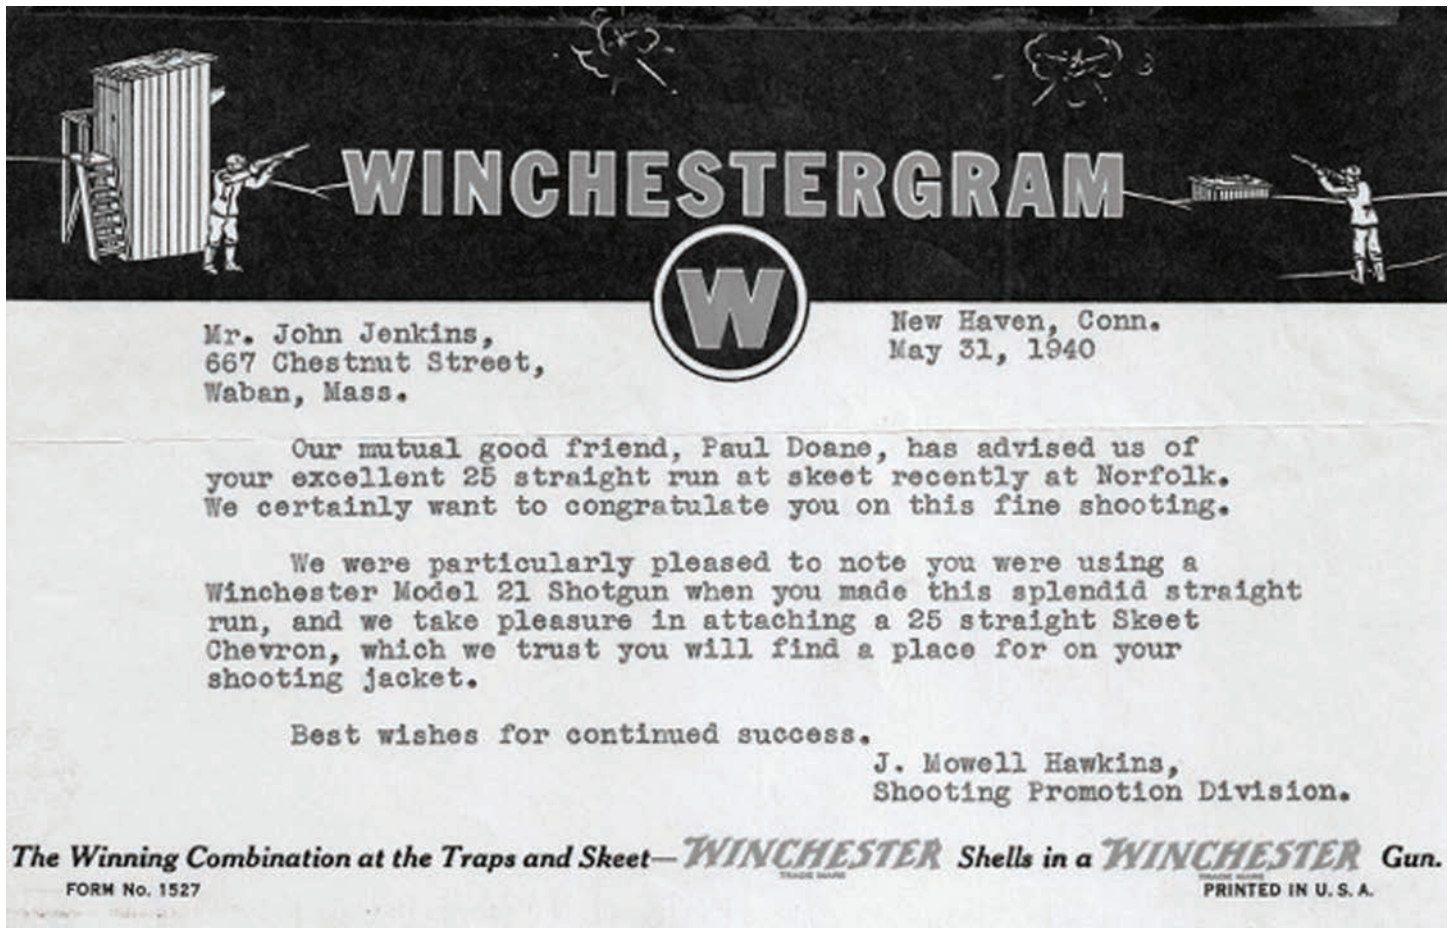 WINCHESTERGRAM
W
Mr. John Jenkins,
667 Chestnut Street,
Waban, Mass.
New Haven, Conn.
May 31, 1940
Our mutual good friend, Paul Doane, has advised us of
your excellent 25 straight run at skeet recently at Norfolk.
We certainly want to congratulate you on this fine shooting.
We were particularly pleased to note you were using a
Winchester Model 21 Shotgun when you made this splendid straight
run, and we take pleasure in attaching a 25 straight Skeet
Chevron, which we trust you will find a place for on your
shooting jacket.
Best wishes for continued success.
J. Mowell Hawkins,
Shooting Promotion Division.
The Winning Combination at the Traps and Skeet—WINCHESTER Shells in a WINCHESTER Gun.
TRADE MARK TRADE MARK
FORM No. 1527
PRINTED IN U. S. A.